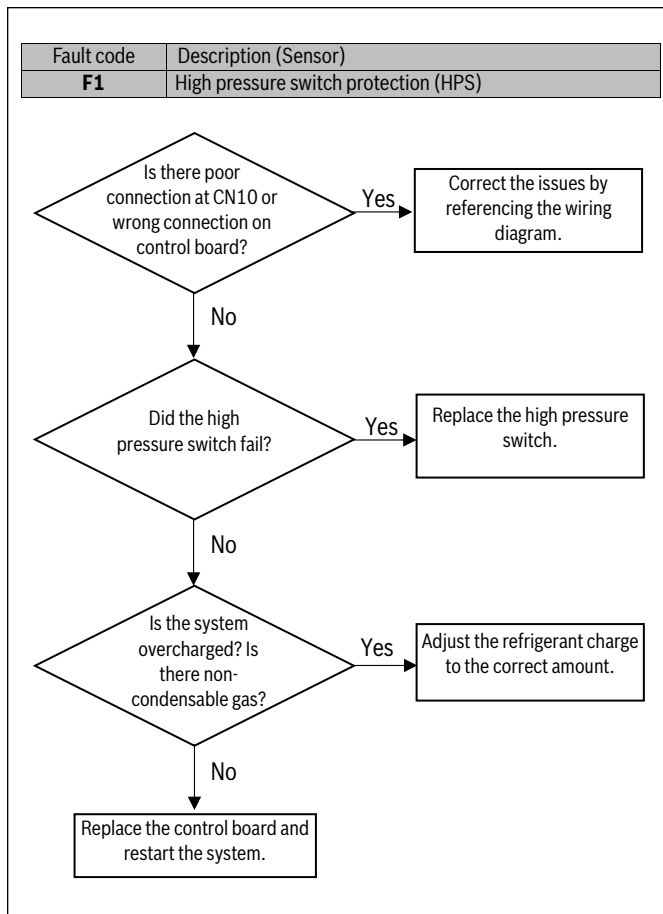 Fault code Description (Sensor)
F1 High pressure switch protection (HPS)
Is there poor
connection at CN10 or
wrong connection on
control board?
Yes
Correct the issues by
referencing the wiring
diagram.
No
Did the high
pressure switch fail?
Yes
Replace the high pressure
switch.
No
Is the system
overcharged? Is
there non-
condensable gas?
Yes
Adjust the refrigerant charge
to the correct amount.
No
Replace the control board and
restart the system.